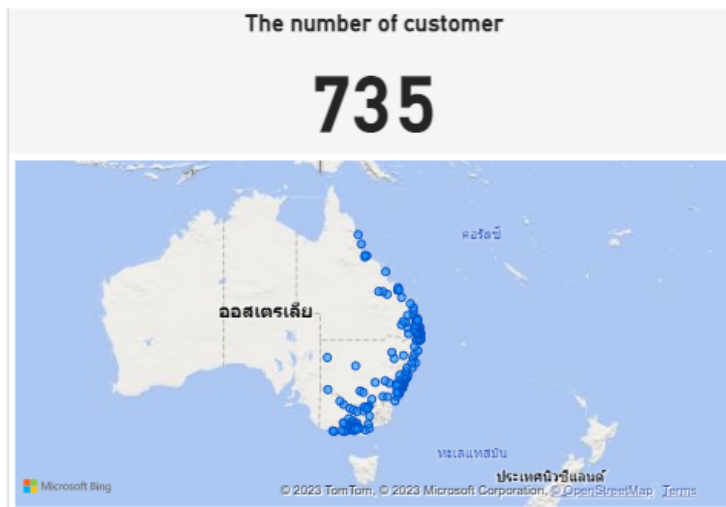 The number of customer
735
คอรัลซี
ออสเตรเลีย
ทะเลแทสมัน
ประเทศนิวซีแลนด์
Microsoft Bing
© 2023 TomTom, © 2023 Microsoft Corporation, © OpenStreetMap Terms